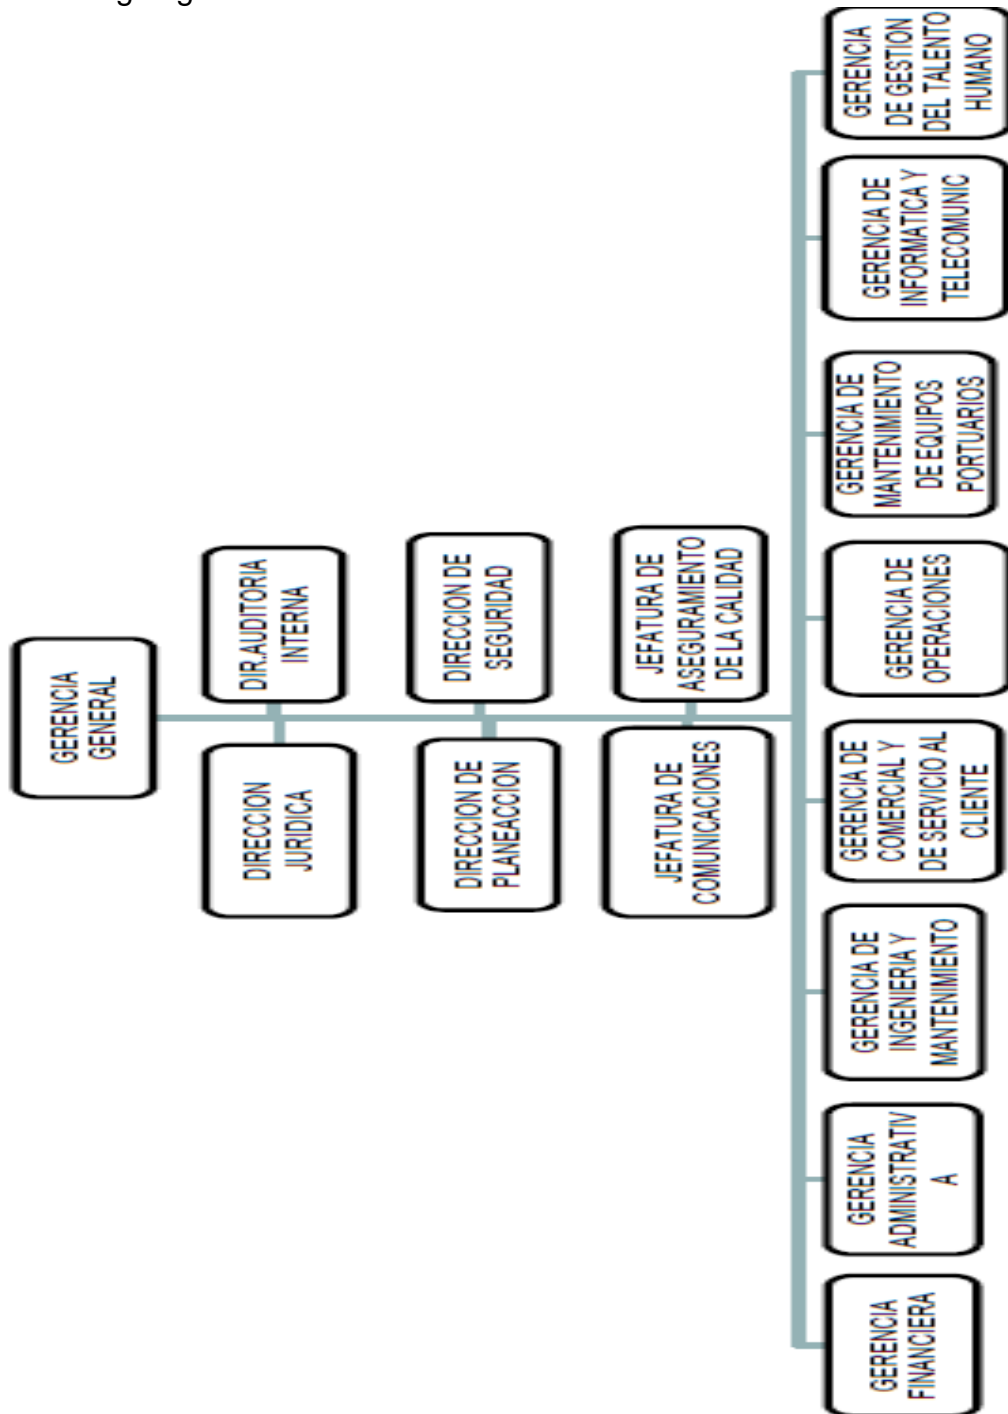 GERENCIA
GENERAL
DIRECCION
JURIDICA
DIR.AUDITORIA
INTERNA
DIRECCION DE
PLANEACCION
DIRECCION DE
SEGURIDAD
JEFATURA DE
COMUNICACIONES
JEFATURA DE
ASEGURAMIENTO
DE LA CALIDAD
GERENCIA
FINANCIERA
GERENCIA
ADMINISTRATIV
A
GERENCIA DE
INGENIERIA Y
MANTENIMIENTO
GERENCIA DE
COMERCIAL Y
DE SERVICIO AL
CLIENTE
GERENCIA DE
OPERACIONES
GERENCIA DE
MANTENIMIENTO
DE EQUIPOS
PORTUARIOS
GERENCIA DE
INFORMATICA Y
TELECOMUNIC
GERENCIA
DE GESTION
DEL TALENTO
HUMANO